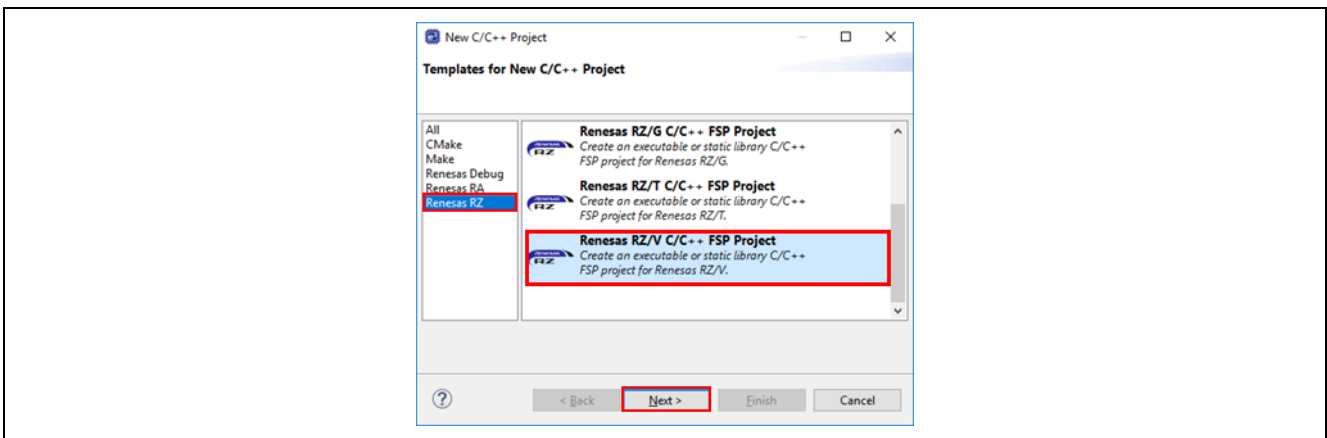 New C/C++ Project
Templates for New C/C++ Project
All
CMake
Make
Renesas Debug
Renesas RA
Renesas RZ
RZ
Renesas RZ/G C/C++ FSP Project
Create an executable or static library C/C++
FSP project for Renesas RZ/G.
RZ
Renesas RZ/T C/C++ FSP Project
Create an executable or static library C/C++
FSP project for Renesas RZ/T.
RZ
Renesas RZ/V C/C++ FSP Project
Create an executable or static library C/C++
FSP project for Renesas RZ/V.
? < Back Next > Finish Cancel